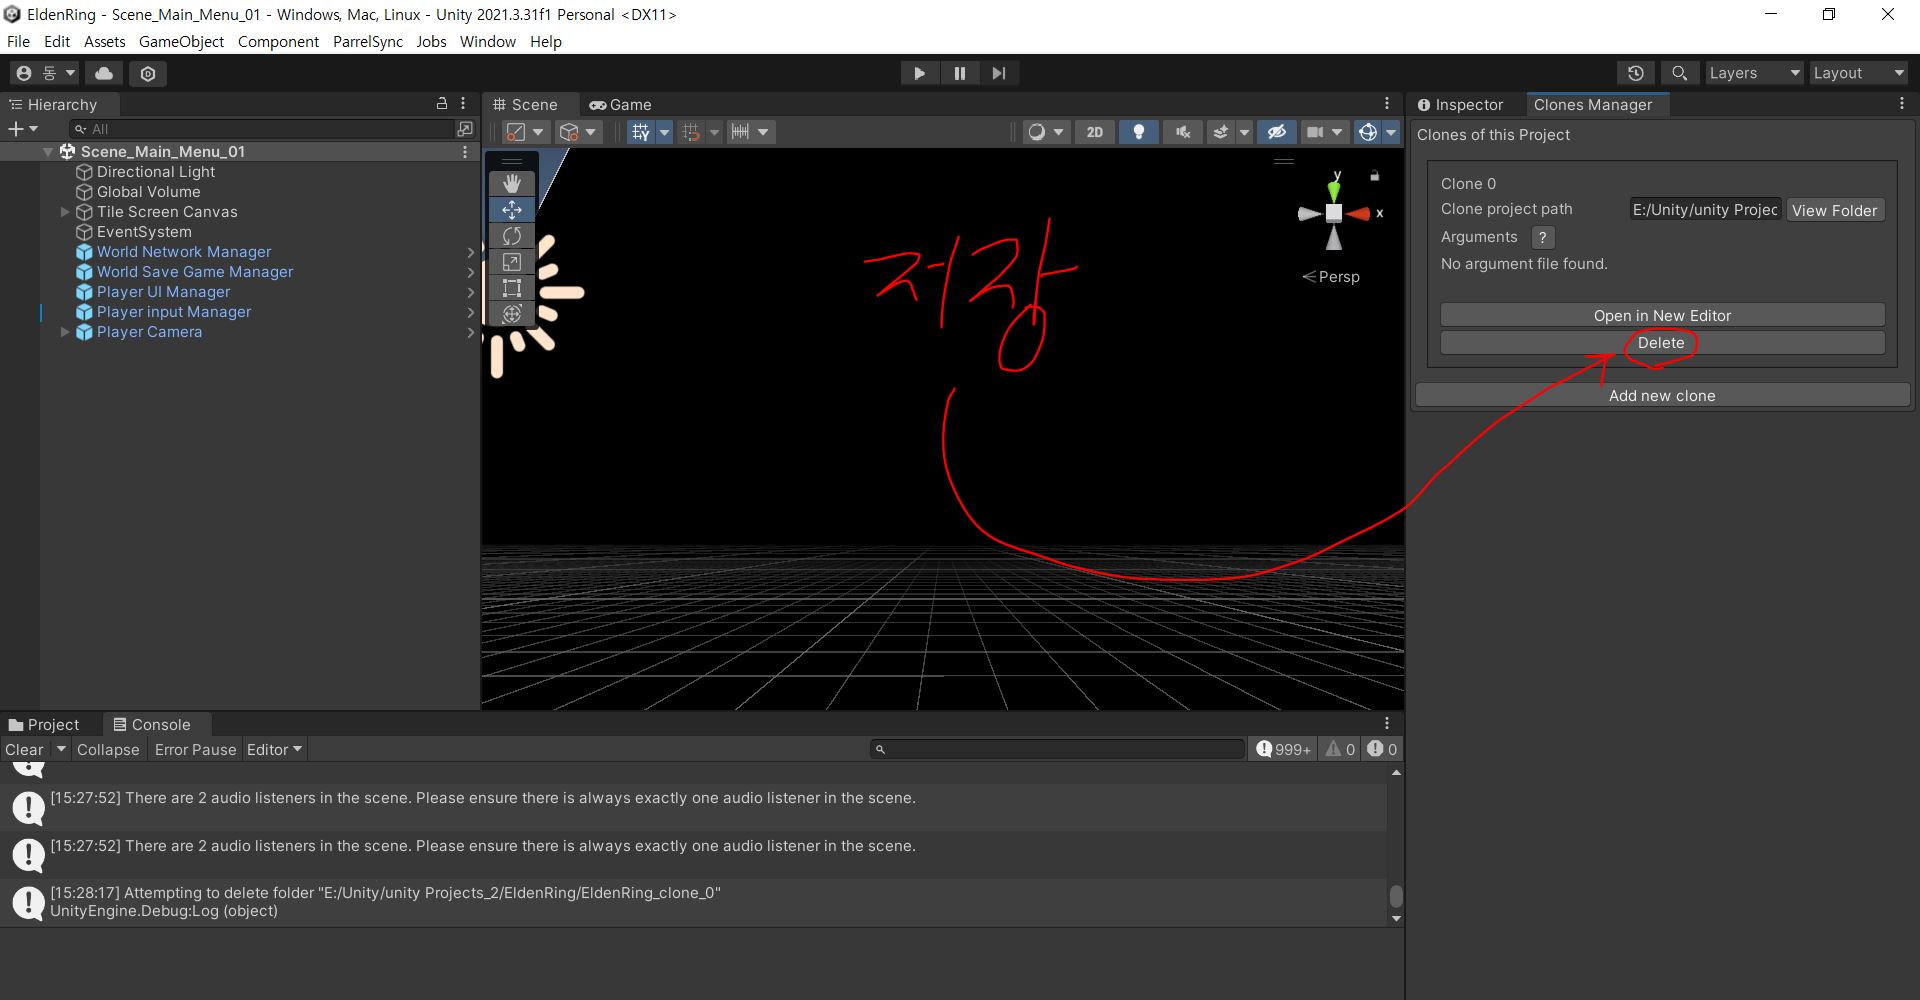 EldenRing - Scene_Main_Menu_01 - Windows, Mac, Linux - Unity 2021.3.31f1 Personal <DX11>
File Edit Assets GameObject Component ParrelSync Jobs Window Help
동 Layers Layout
Hierarchy
All
Scene_Main_Menu_01
Directional Light
Global Volume
Tile Screen Canvas
EventSystem
World Network Manager
World Save Game Manager
Player UI Manager
Player input Manager
Player Camera
Scene Game
2D
y
x
Persp
저장
Inspector Clones Manager
Clones of this Project
Clone 0
Clone project path E:/Unity/unity Projec View Folder
Arguments ?
No argument file found.
Open in New Editor
Delete
Add new clone
Project Console
Clear Collapse Error Pause Editor 999+ 0 0
[15:27:52] There are 2 audio listeners in the scene. Please ensure there is always exactly one audio listener in the scene.
[15:27:52] There are 2 audio listeners in the scene. Please ensure there is always exactly one audio listener in the scene.
[15:28:17] Attempting to delete folder "E:/Unity/unity Projects_2/EldenRing/EldenRing_clone_0"
UnityEngine.Debug:Log (object)